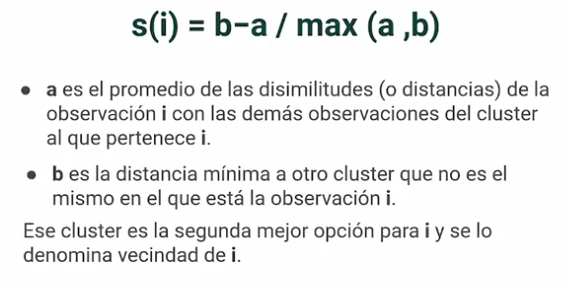 s(i) = b-a / max (a ,b)
• a es el promedio de las disimilitudes (o distancias) de la
observación i con las demás observaciones del cluster
al que pertenece i.
• b es la distancia mínima a otro cluster que no es el
mismo en el que está la observación i.
Ese cluster es la segunda mejor opción para i y se lo
denomina vecindad de i.